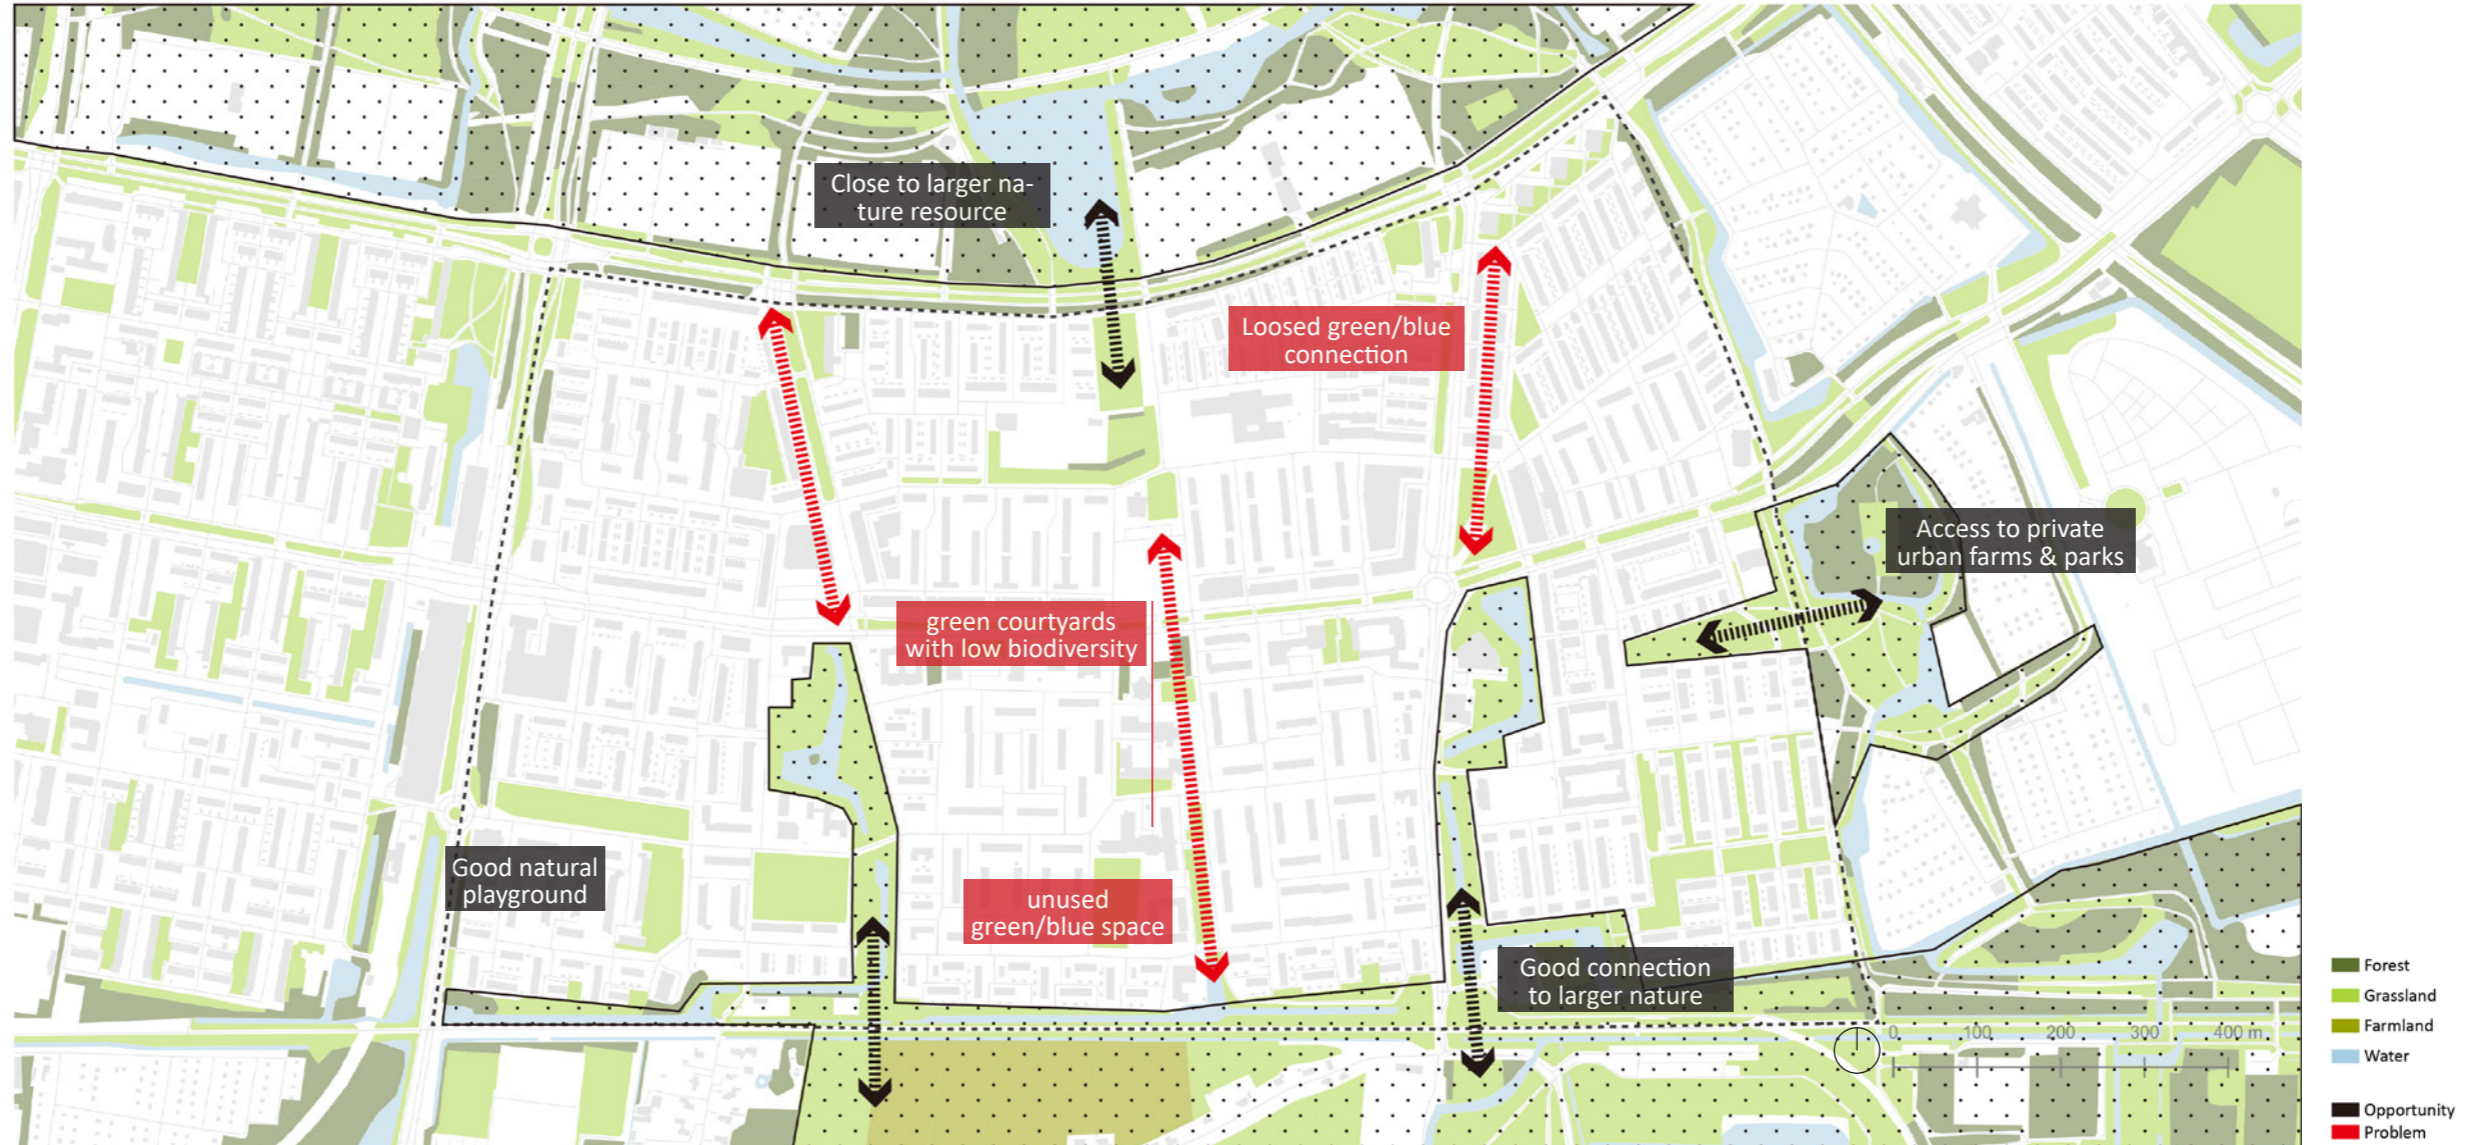 Close to larger na-
ture resource
Loosed green/blue
connection
Access to private
urban farms & parks
green courtyards
with low biodiversity
Good natural
playground
unused
green/blue space
Good connection
to larger nature
0 100 200 300 400 m
Forest
Grassland
Farmland
Water
Opportunity
Problem